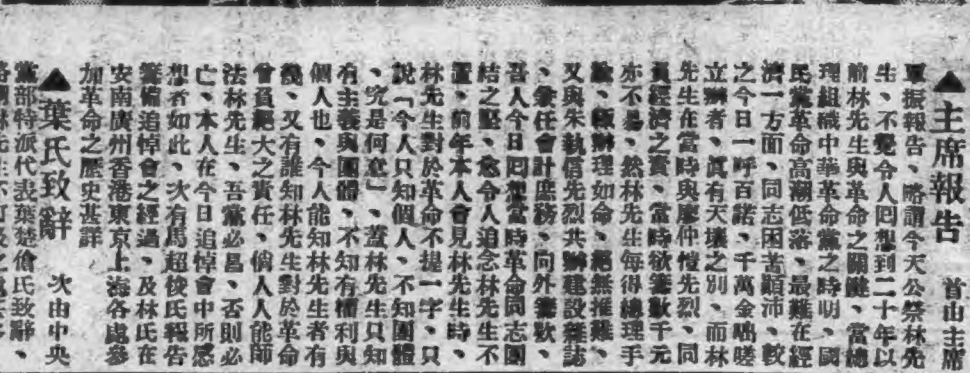 ▲主席報告 首由主席
覃振報告、略謂今天公祭林先
生、不覺令人回想到二十年以
前林先生與革命之關鍵、當總
理組織中華革命黨之時明、國
民黨革命高潮低落、最難在經
濟一方面、同志困苦顛沛、較
之今日一呼百諾、千萬金嗚嗟
立辦者、眞有天壤之別、而林
先生在當時與廖仲愷先烈、同
負經濟之責、當時欲籌數千元
亦不易、然林先生每得總理手
諭、極辦理如命、絕無推難、
又與朱執信先烈共辦建設雜誌
、兼任會計庶務、向外籌欵、
吾人今日回想當時革命同志團
結之堅、愈令人追念林先生不
置、前年本人會見林先生時、
林先生對於革命不提一字、只
說「今人只知個人、不知團體
、究是何意」、蓋林先生只知
有主義與團體、不知有權利與
個人也、今人能知林先生者有
幾、又有誰知林先生對於革命
會負絕大之責任、倘人人能師
法林先生、吾黨必昌、否則必
亡、本人在今日追悼會中所感
想者如此、次有馬超俊氏報告
籌備追悼會之經過、及林氏在
安南廣州香港東京上海各處參
加革命之歷史甚詳
▲葉氏致辭 次由中央
黨部特派代表葉楚傖氏致辭、